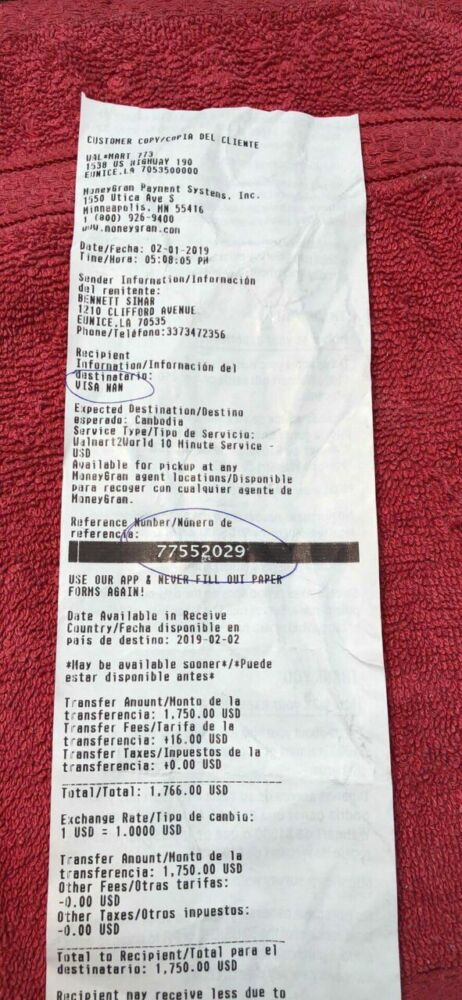 CUSTOMER COPY/COPIA DEL CLIENTE
WAL*MART 773
1538 US HIGHWAY 190
EUNICE,LA 7053500000
MoneyGram Payment Systems, Inc.
1550 Utica Ave S
Minneapolis, MN 55416
1 (800) 926-9400
www.moneygram.com
Date/Fecha: 02-01-2019
Time/Hora: 05:08:05 PM
Sender Information/Información
del remitente:
BENNETT SIMAR
1210 CLIFFORD AVENUE
EUNICE,LA 70535
Phone/Teléfono:3373472356
Recipient
Information/Información del
destinatario:
VISA NAN
Expected Destination/Destino
esperado: Cambodia
Service Type/Tipo de Servicio:
Walmart2World 10 Minute Service -
USD
Available for pickup at any
MoneyGram agent locations/Disponible
para recoger con cualquier agente de
MoneyGram.
Reference Number/Número de
referencia:
77552029
USE OUR APP & NEVER FILL OUT PAPER
FORMS AGAIN!
Date Available in Receive
Country/Fecha disponible en
país de destino: 2019-02-02
*May be available sooner*/*Puede
estar disponible antes*
Transfer Amount/Monto de la
transferencia: 1,750.00 USD
Transfer Fees/Tarifa de la
transferencia: +16.00 USD
Transfer Taxes/Impuestos de la
transferencia: +0.00 USD
Total/Total: 1,766.00 USD
Exchange Rate/Tipo de cambio:
1 USD = 1.0000 USD
Transfer Amount/Monto de la
transferencia: 1,750.00 USD
Other Fees/Otras tarifas:
-0.00 USD
Other Taxes/Otros impuestos:
-0.00 USD
Total to Recipient/Total para el
destinatario: 1,750.00 USD
Recipient may receive less due to